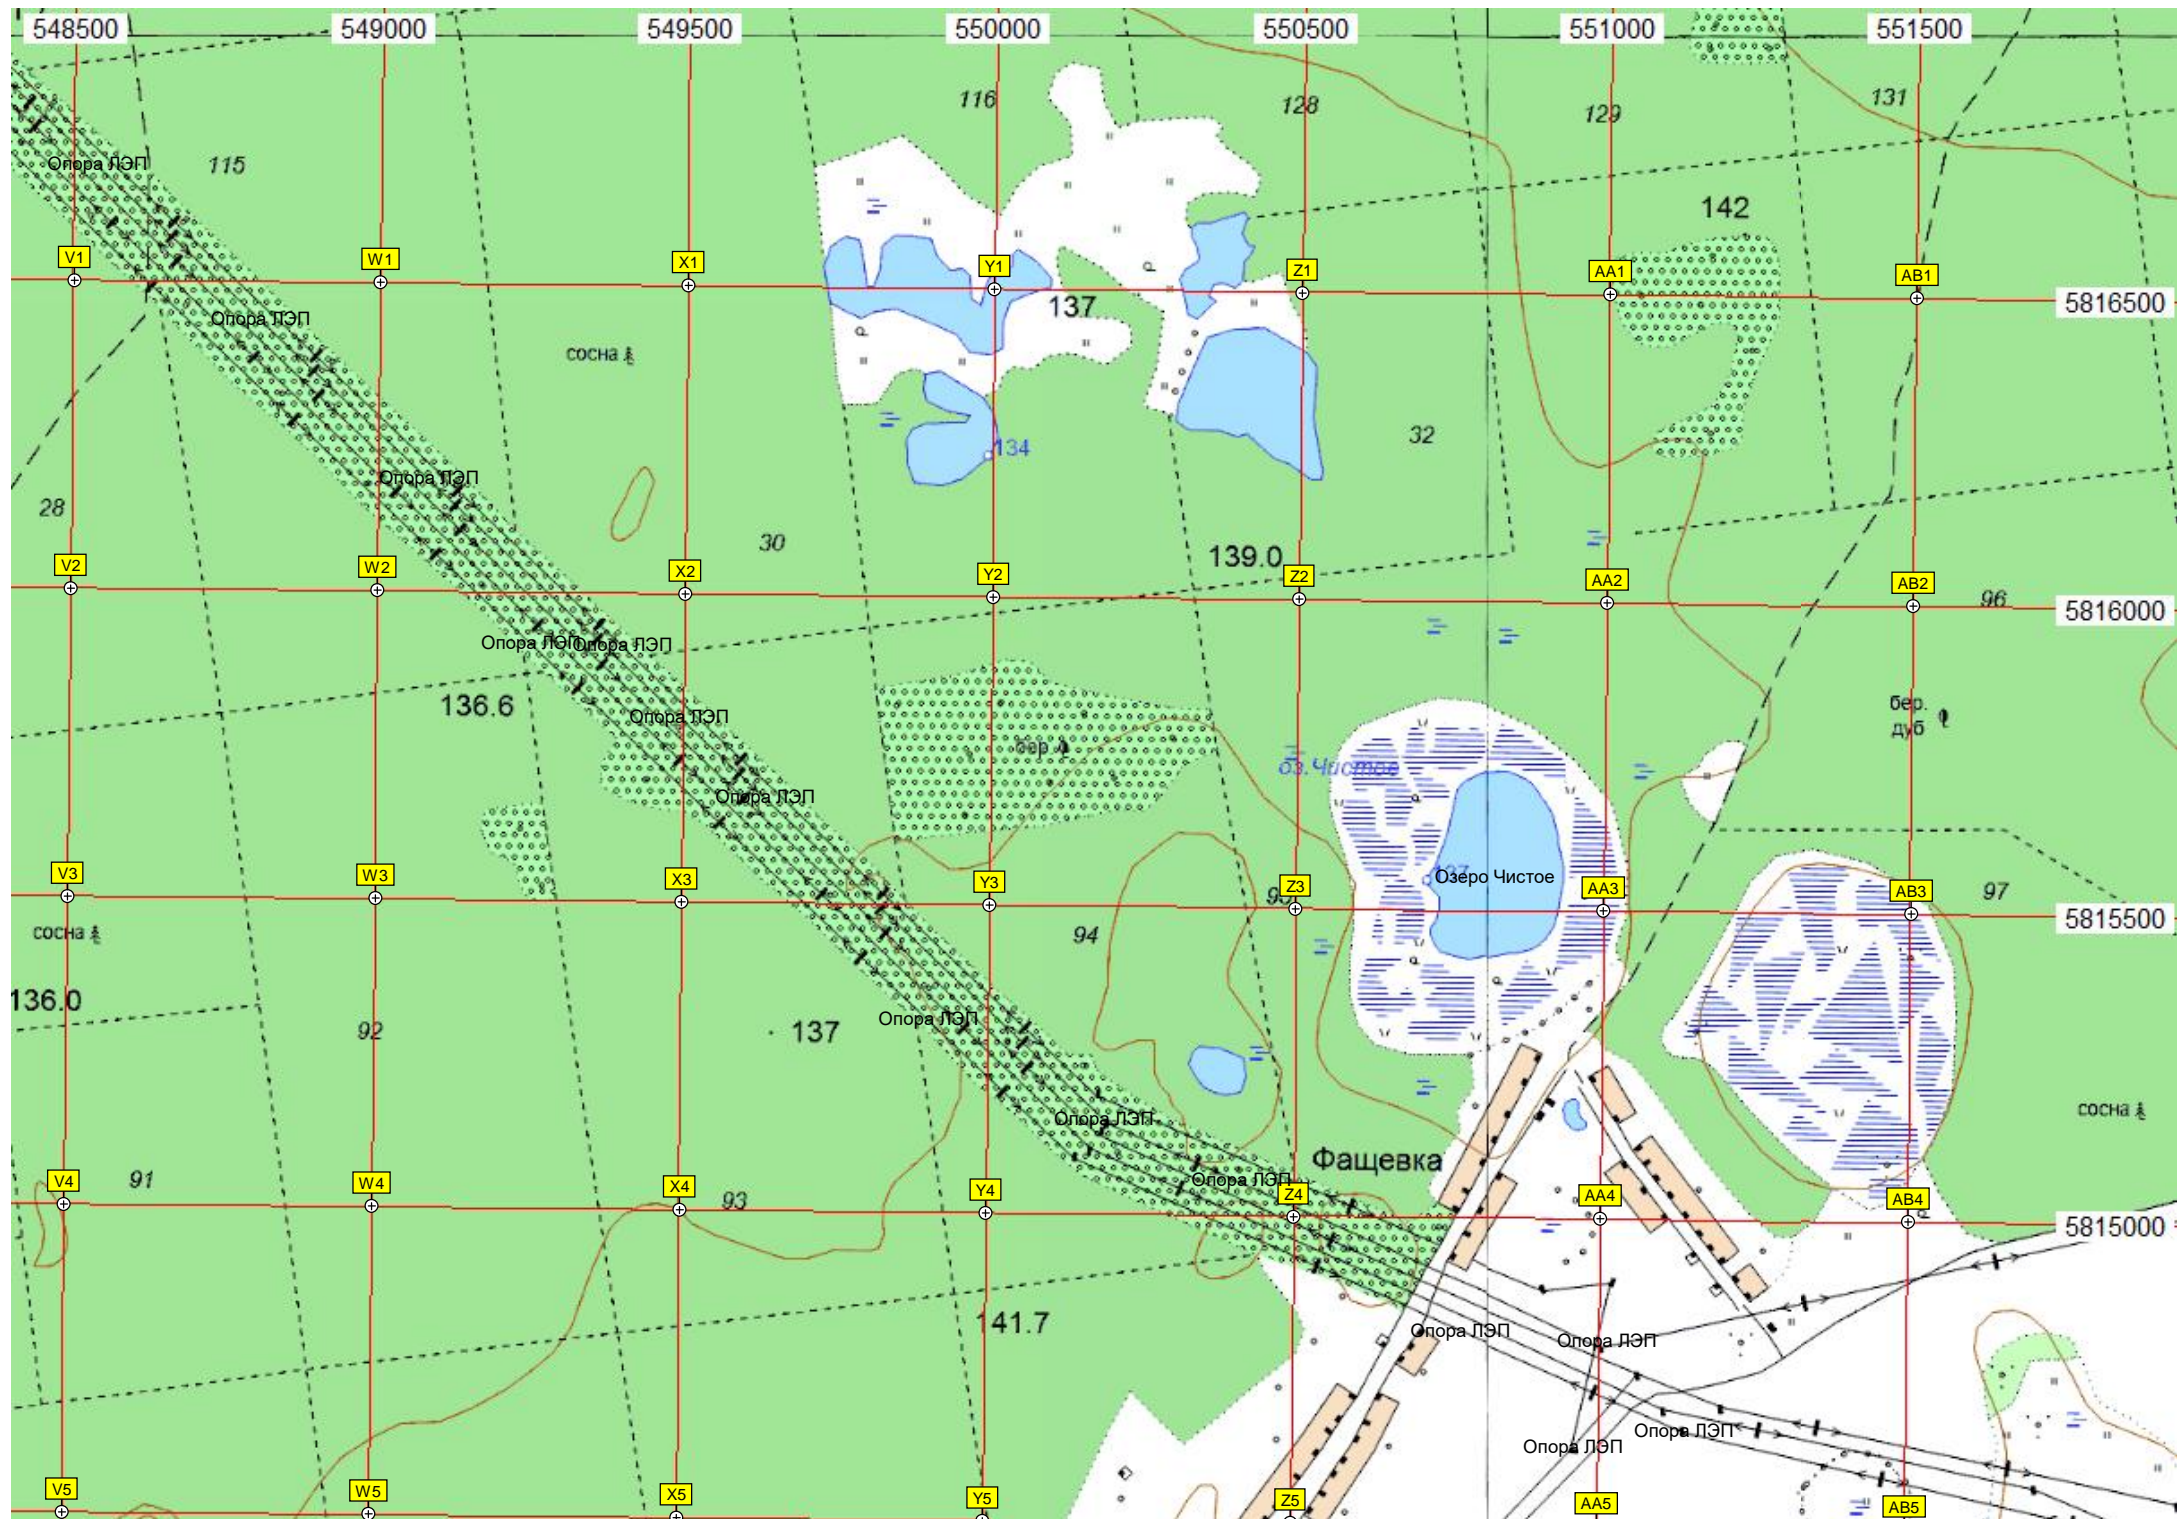 548500 549000 549500 550000 550500 551000 551500
116 128 129 131
Опора ЛЭП
115
142
V1 W1 X1 Y1 Z1 AA1 AB1
5816500
137
Опора ЛЭП
сосна
134
32
Опора ЛЭП
28
30
139.0
V2 W2 X2 Y2 Z2 AA2 AB2
96
5816000
Опора ЛЭП Опора ЛЭП
136.6
Опора ЛЭП
бер.
дуб
бер.
оз.Чистое
Опора ЛЭП
Озеро Чистое
V3 W3 X3 Y3 Z3 AA3 AB3
97
5815500
сосна
94
136.0
92
137
Опора ЛЭП
Опора ЛЭП
сосна
Фащевка
91
Опора ЛЭП
V4 W4 X4 Y4 Z4 AA4 AB4
93
5815000
141.7
Опора ЛЭП
Опора ЛЭП
Опора ЛЭП
Опора ЛЭП
V5 W5 X5 Y5 Z5 AA5 AB5